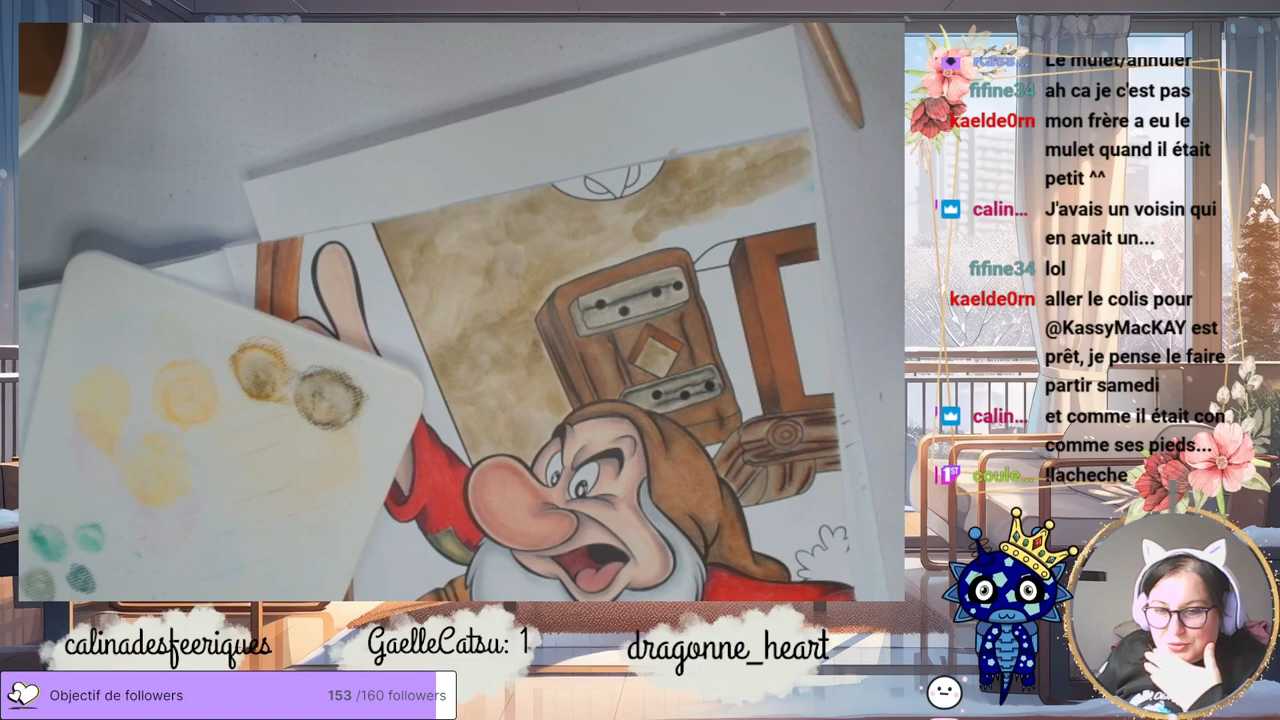 Kass...
Le mulet/annuler
fifine34
ah ca je c'est pas
kaelde0rn
mon frère a eu le
mulet quand il était
petit ^^
calin...
J'avais un voisin qui
en avait un...
fifine34
lol
kaelde0rn
aller le colis pour
@KassyMacKAY est
prêt, je pense le faire
partir samedi
calin...
et comme il était con
comme ses pieds...
1ST
coule...
!lacheche
calinadesfeeriques
GaelleCatsu: 1
dragonne_heart
Objectif de followers
153 /160 followers